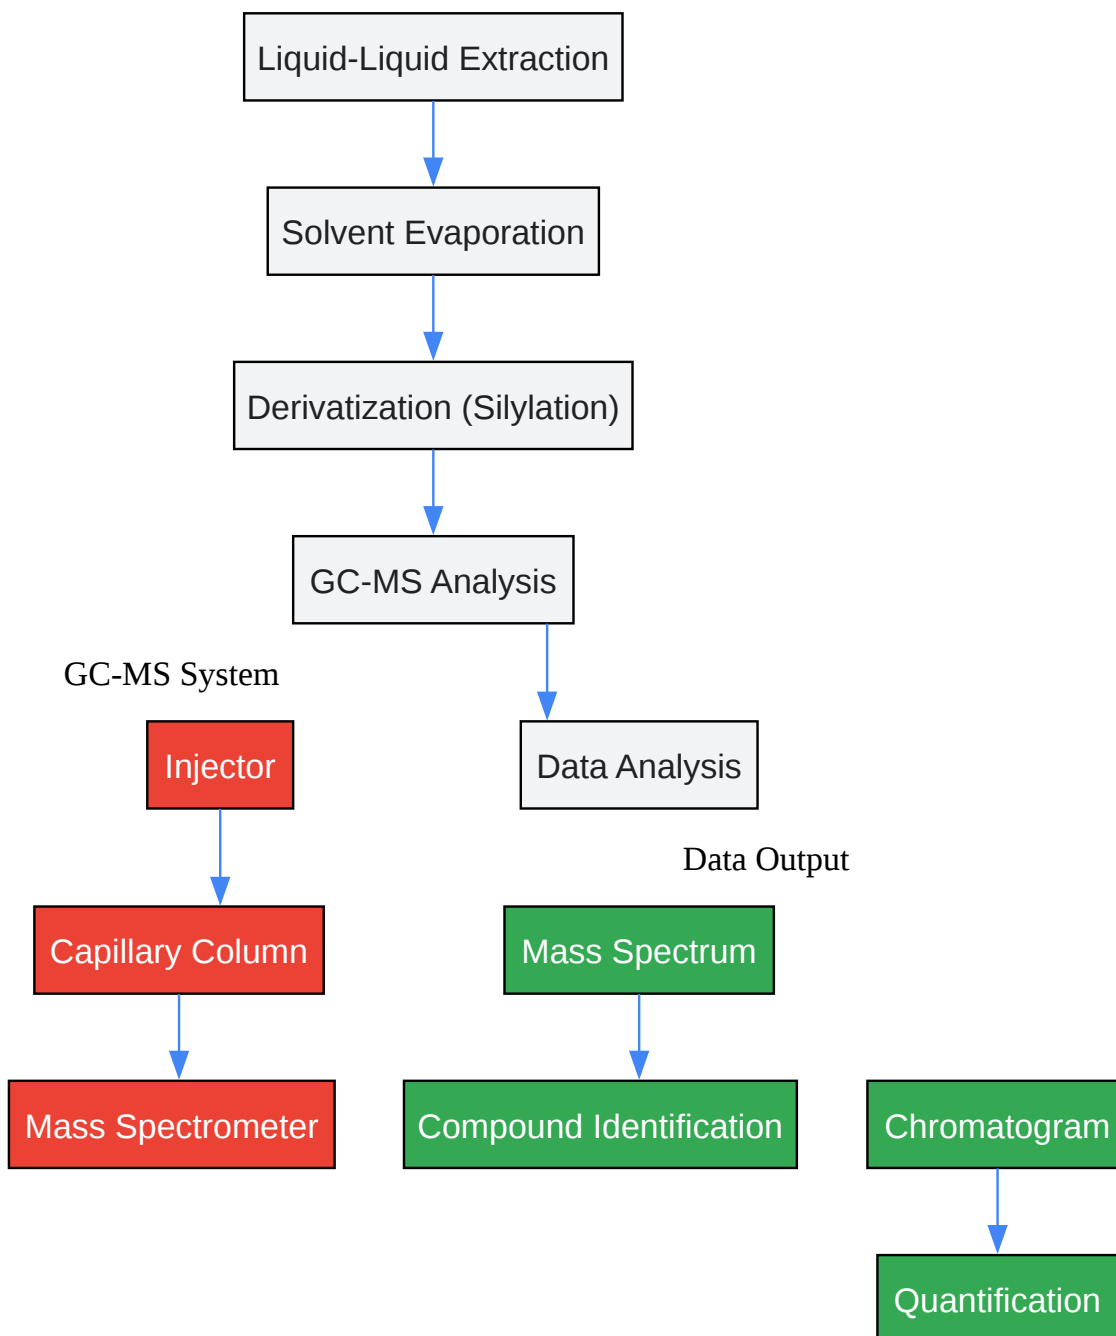 Liquid-Liquid Extraction
Solvent Evaporation
Derivatization (Silylation)
GC-MS Analysis
GC-MS System
Injector
Data Analysis
Data Output
Capillary Column
Mass Spectrum
Mass Spectrometer
Compound Identification
Chromatogram
Quantification